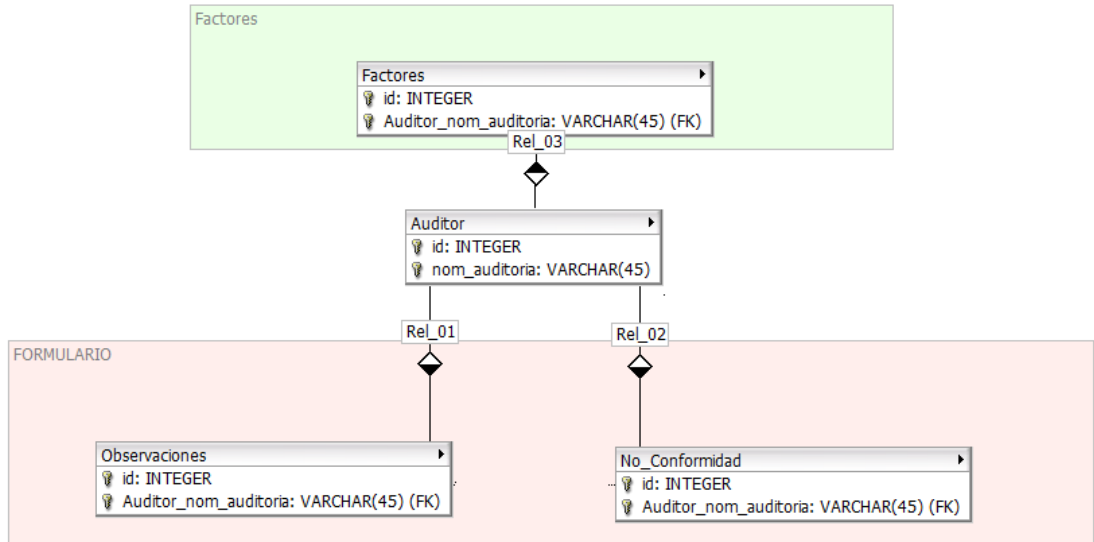 Factores
Factores
id: INTEGER
Auditor_nom_auditoria: VARCHAR(45) (FK)
Rel_03
Auditor
id: INTEGER
nom_auditoria: VARCHAR(45)
Rel_01
Rel_02
FORMULARIO
Observaciones
id: INTEGER
Auditor_nom_auditoria: VARCHAR(45) (FK)
No_Conformidad
id: INTEGER
Auditor_nom_auditoria: VARCHAR(45) (FK)